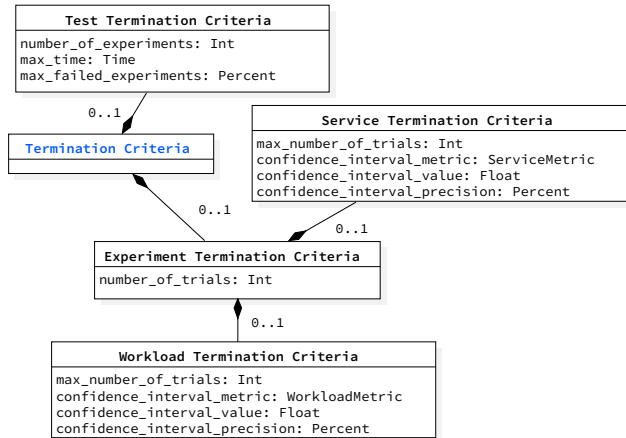 Test Termination Criteria
number_of_experiments: Int
max_time: Time
max_failed_experiments: Percent
0..1
Termination Criteria
Service Termination Criteria
max_number_of_trials: Int
confidence_interval_metric: ServiceMetric
confidence_interval_value: Float
confidence_interval_precision: Percent
0..1
0..1
Experiment Termination Criteria
number_of_trials: Int
0..1
Workload Termination Criteria
max_number_of_trials: Int
confidence_interval_metric: WorkloadMetric
confidence_interval_value: Float
confidence_interval_precision: Percent